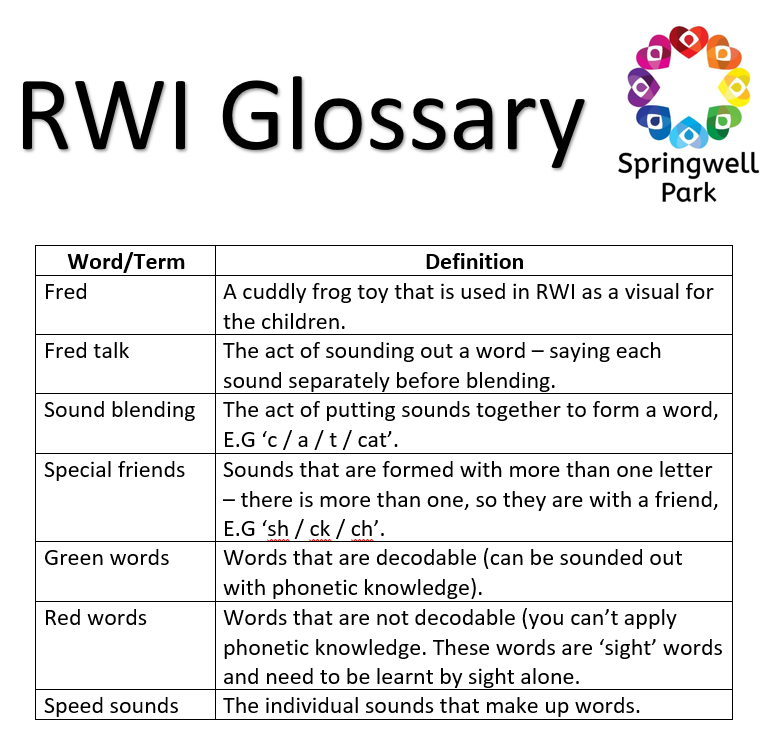 RWI Glossary
Springwell
Park
Word/Term Definition
Fred A cuddly frog toy that is used in RWI as a visual for
the children.
Fred talk The act of sounding out a word – saying each
sound separately before blending.
Sound blending The act of putting sounds together to form a word,
E.G ‘c / a / t / cat’.
Special friends Sounds that are formed with more than one letter
– there is more than one, so they are with a friend,
E.G ‘sh / ck / ch’.
Green words Words that are decodable (can be sounded out
with phonetic knowledge).
Red words Words that are not decodable (you can’t apply
phonetic knowledge. These words are ‘sight’ words
and need to be learnt by sight alone.
Speed sounds The individual sounds that make up words.